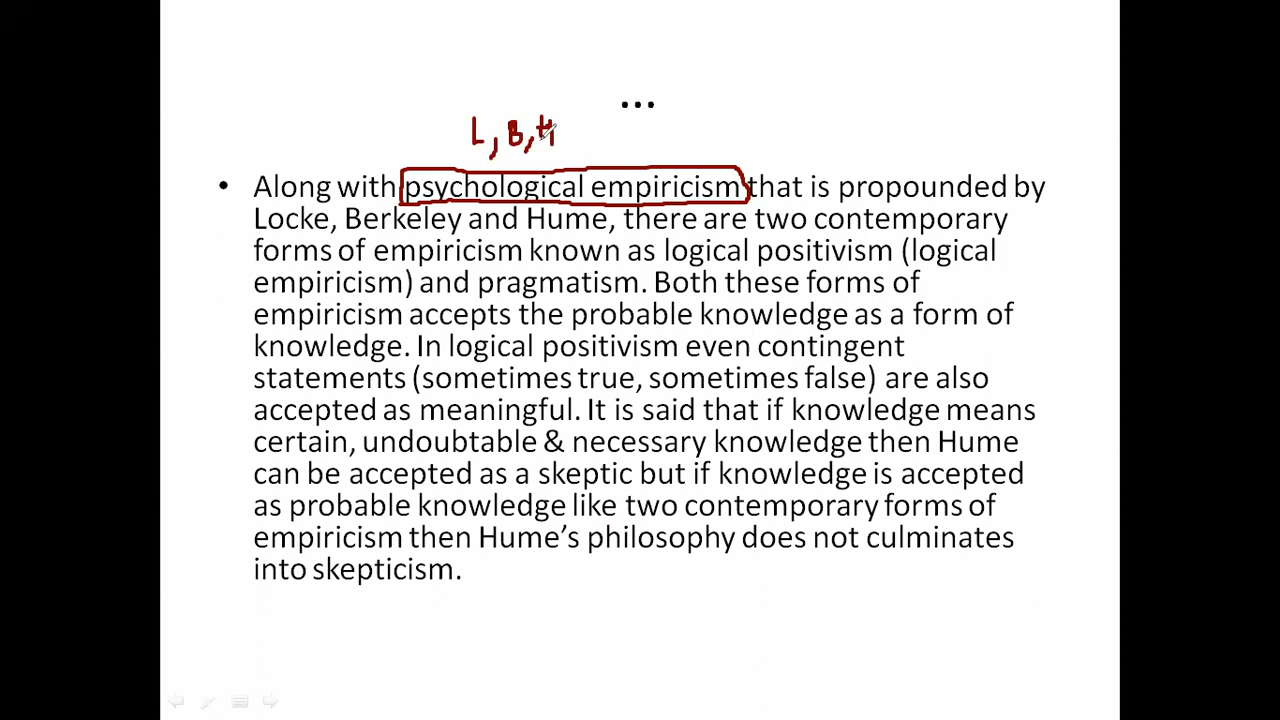 ...
L, B, H
• Along with psychological empiricism that is propounded by
Locke, Berkeley and Hume, there are two contemporary
forms of empiricism known as logical positivism (logical
empiricism) and pragmatism. Both these forms of
empiricism accepts the probable knowledge as a form of
knowledge. In logical positivism even contingent
statements (sometimes true, sometimes false) are also
accepted as meaningful. It is said that if knowledge means
certain, undoubtable & necessary knowledge then Hume
can be accepted as a skeptic but if knowledge is accepted
as probable knowledge like two contemporary forms of
empiricism then Hume’s philosophy does not culminates
into skepticism.